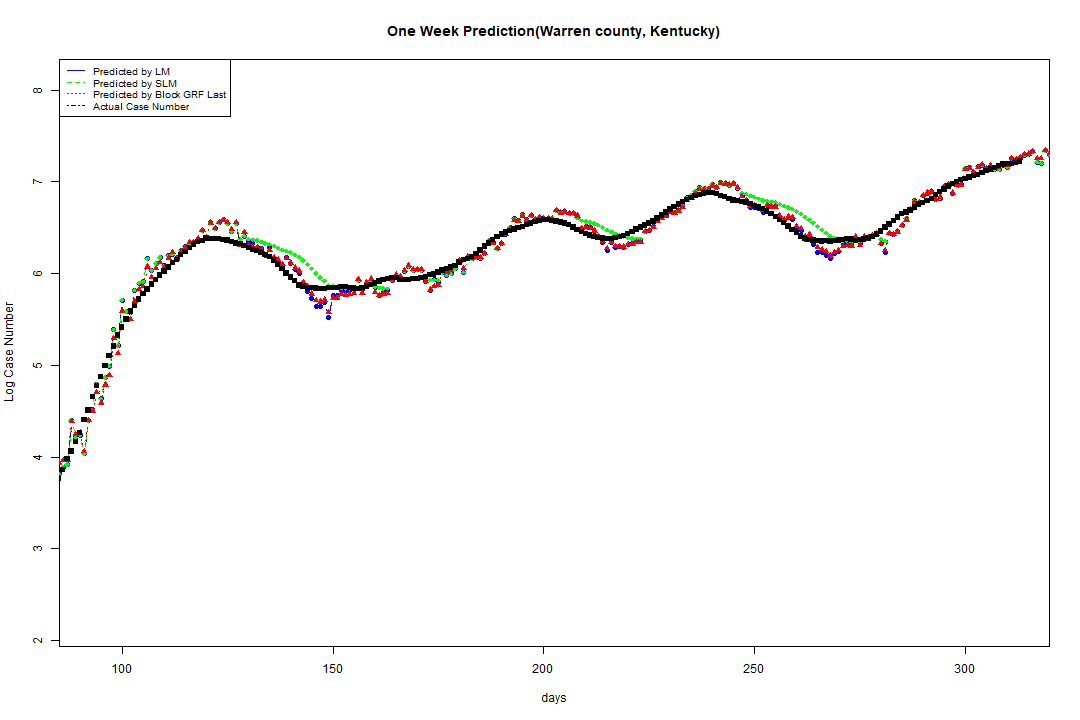 One Week Prediction(Warren county, Kentucky)
Predicted by LM
Predicted by SLM
Predicted by Block GRF Last
Actual Case Number
8
7
6
5
4
3
2
Log Case Number
100 150 200 250 300
days